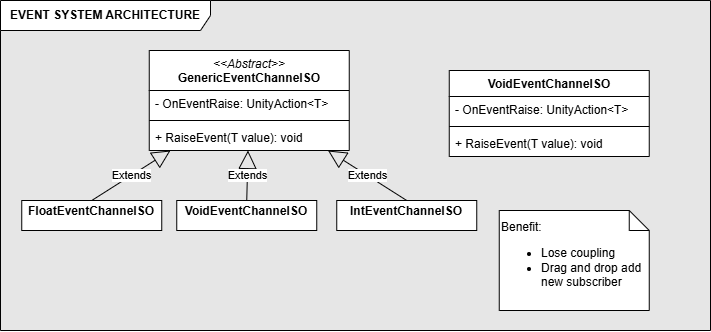 EVENT SYSTEM ARCHITECTURE
<<Abstract>>
GenericEventChannelSO
- OnEventRaise: UnityAction<T>
+ RaiseEvent(T value): void
VoidEventChannelSO
- OnEventRaise: UnityAction<T>
+ RaiseEvent(T value): void
Extends
Extends
Extends
FloatEventChannelSO
VoidEventChannelSO
IntEventChannelSO
Benefit:
• Lose coupling
• Drag and drop add
new subscriber